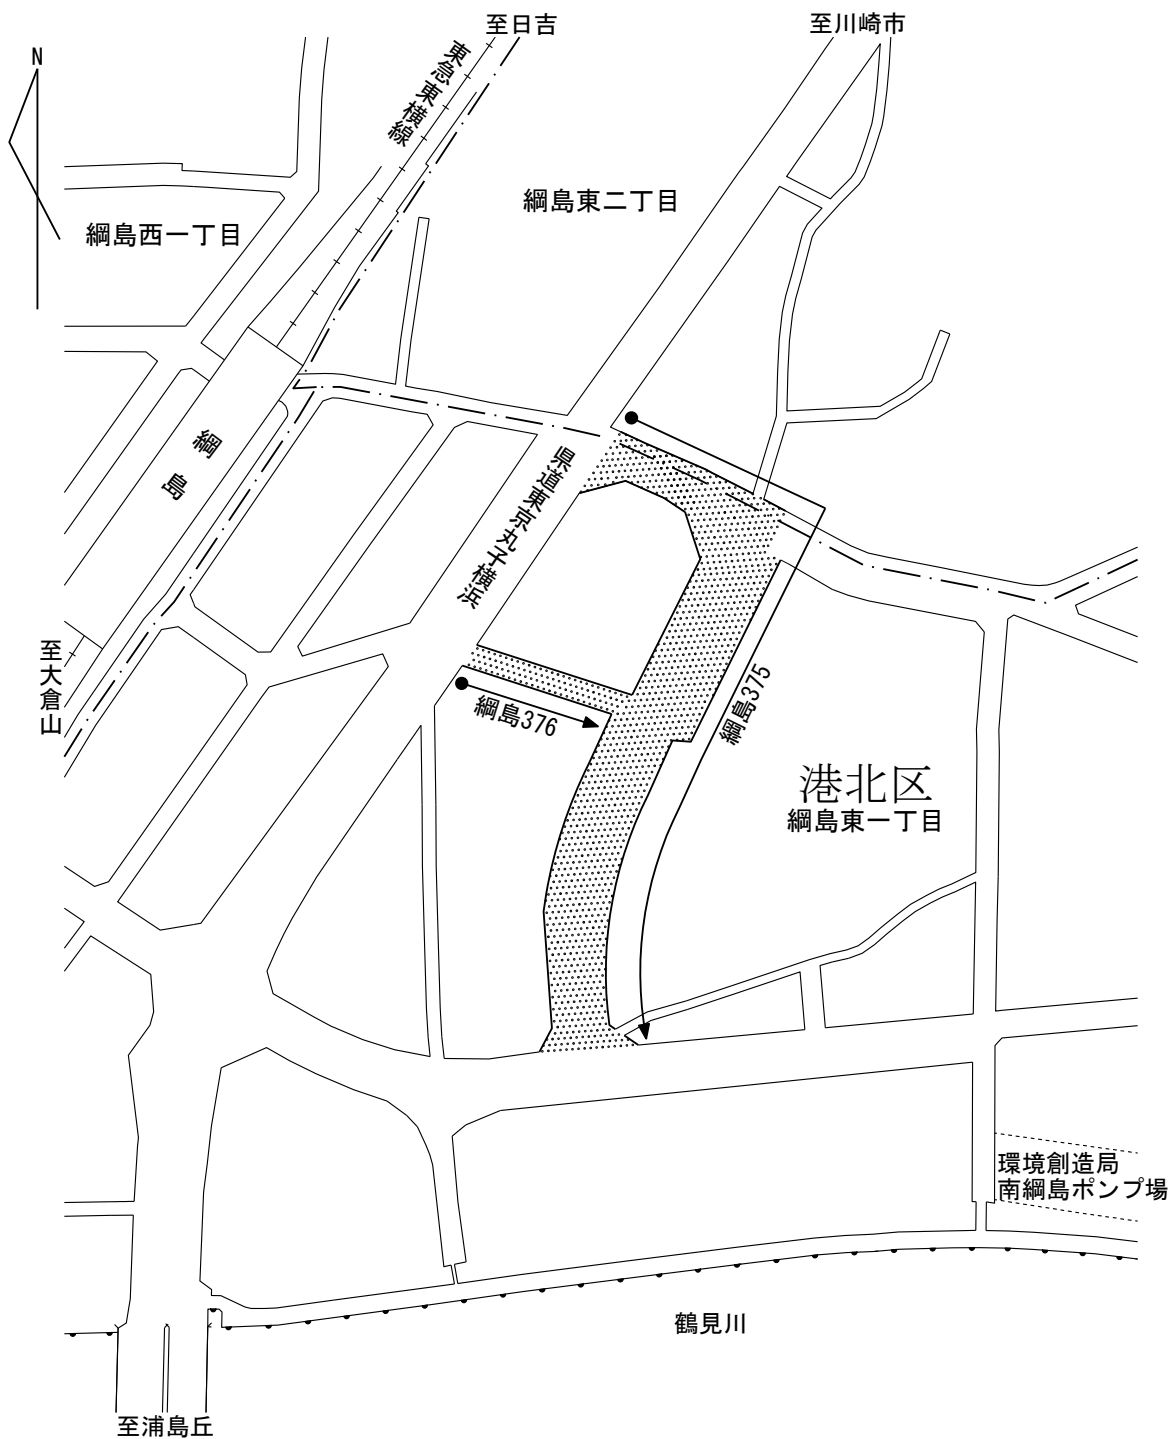 至日吉
至川崎市
N
東急東横線
綱島東二丁目
綱島西一丁目
綱島
県道東京丸子横浜
至大倉山
綱島376
綱島375
港北区
綱島東一丁目
環境創造局
南綱島ポンプ場
鶴見川
至浦島丘